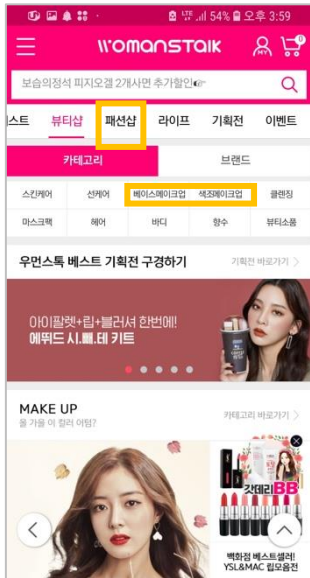 LTE 54% 오후 3:59
WOMANSTalk
MY
보습의정석 피지오겔 2개사면 추가할인☞
스트 뷰티샵 패션샵 라이프 기획전 이벤트
카테고리 브랜드
스킨케어 선케어 베이스메이크업 색조메이크업 클렌징
마스크팩 헤어 바디 향수 뷰티소품
우먼스톡 베스트 기획전 구경하기 기획전 바로가기 >
아이팔렛+립+블러셔 한번에!
에뛰드 시.빼.테 키트
MAKE UP 카테고리 바로가기 >
올 가을 이 컬러 어떰?
갓테리BB
백화점 베스트셀러!
YSL&MAC 립모음전